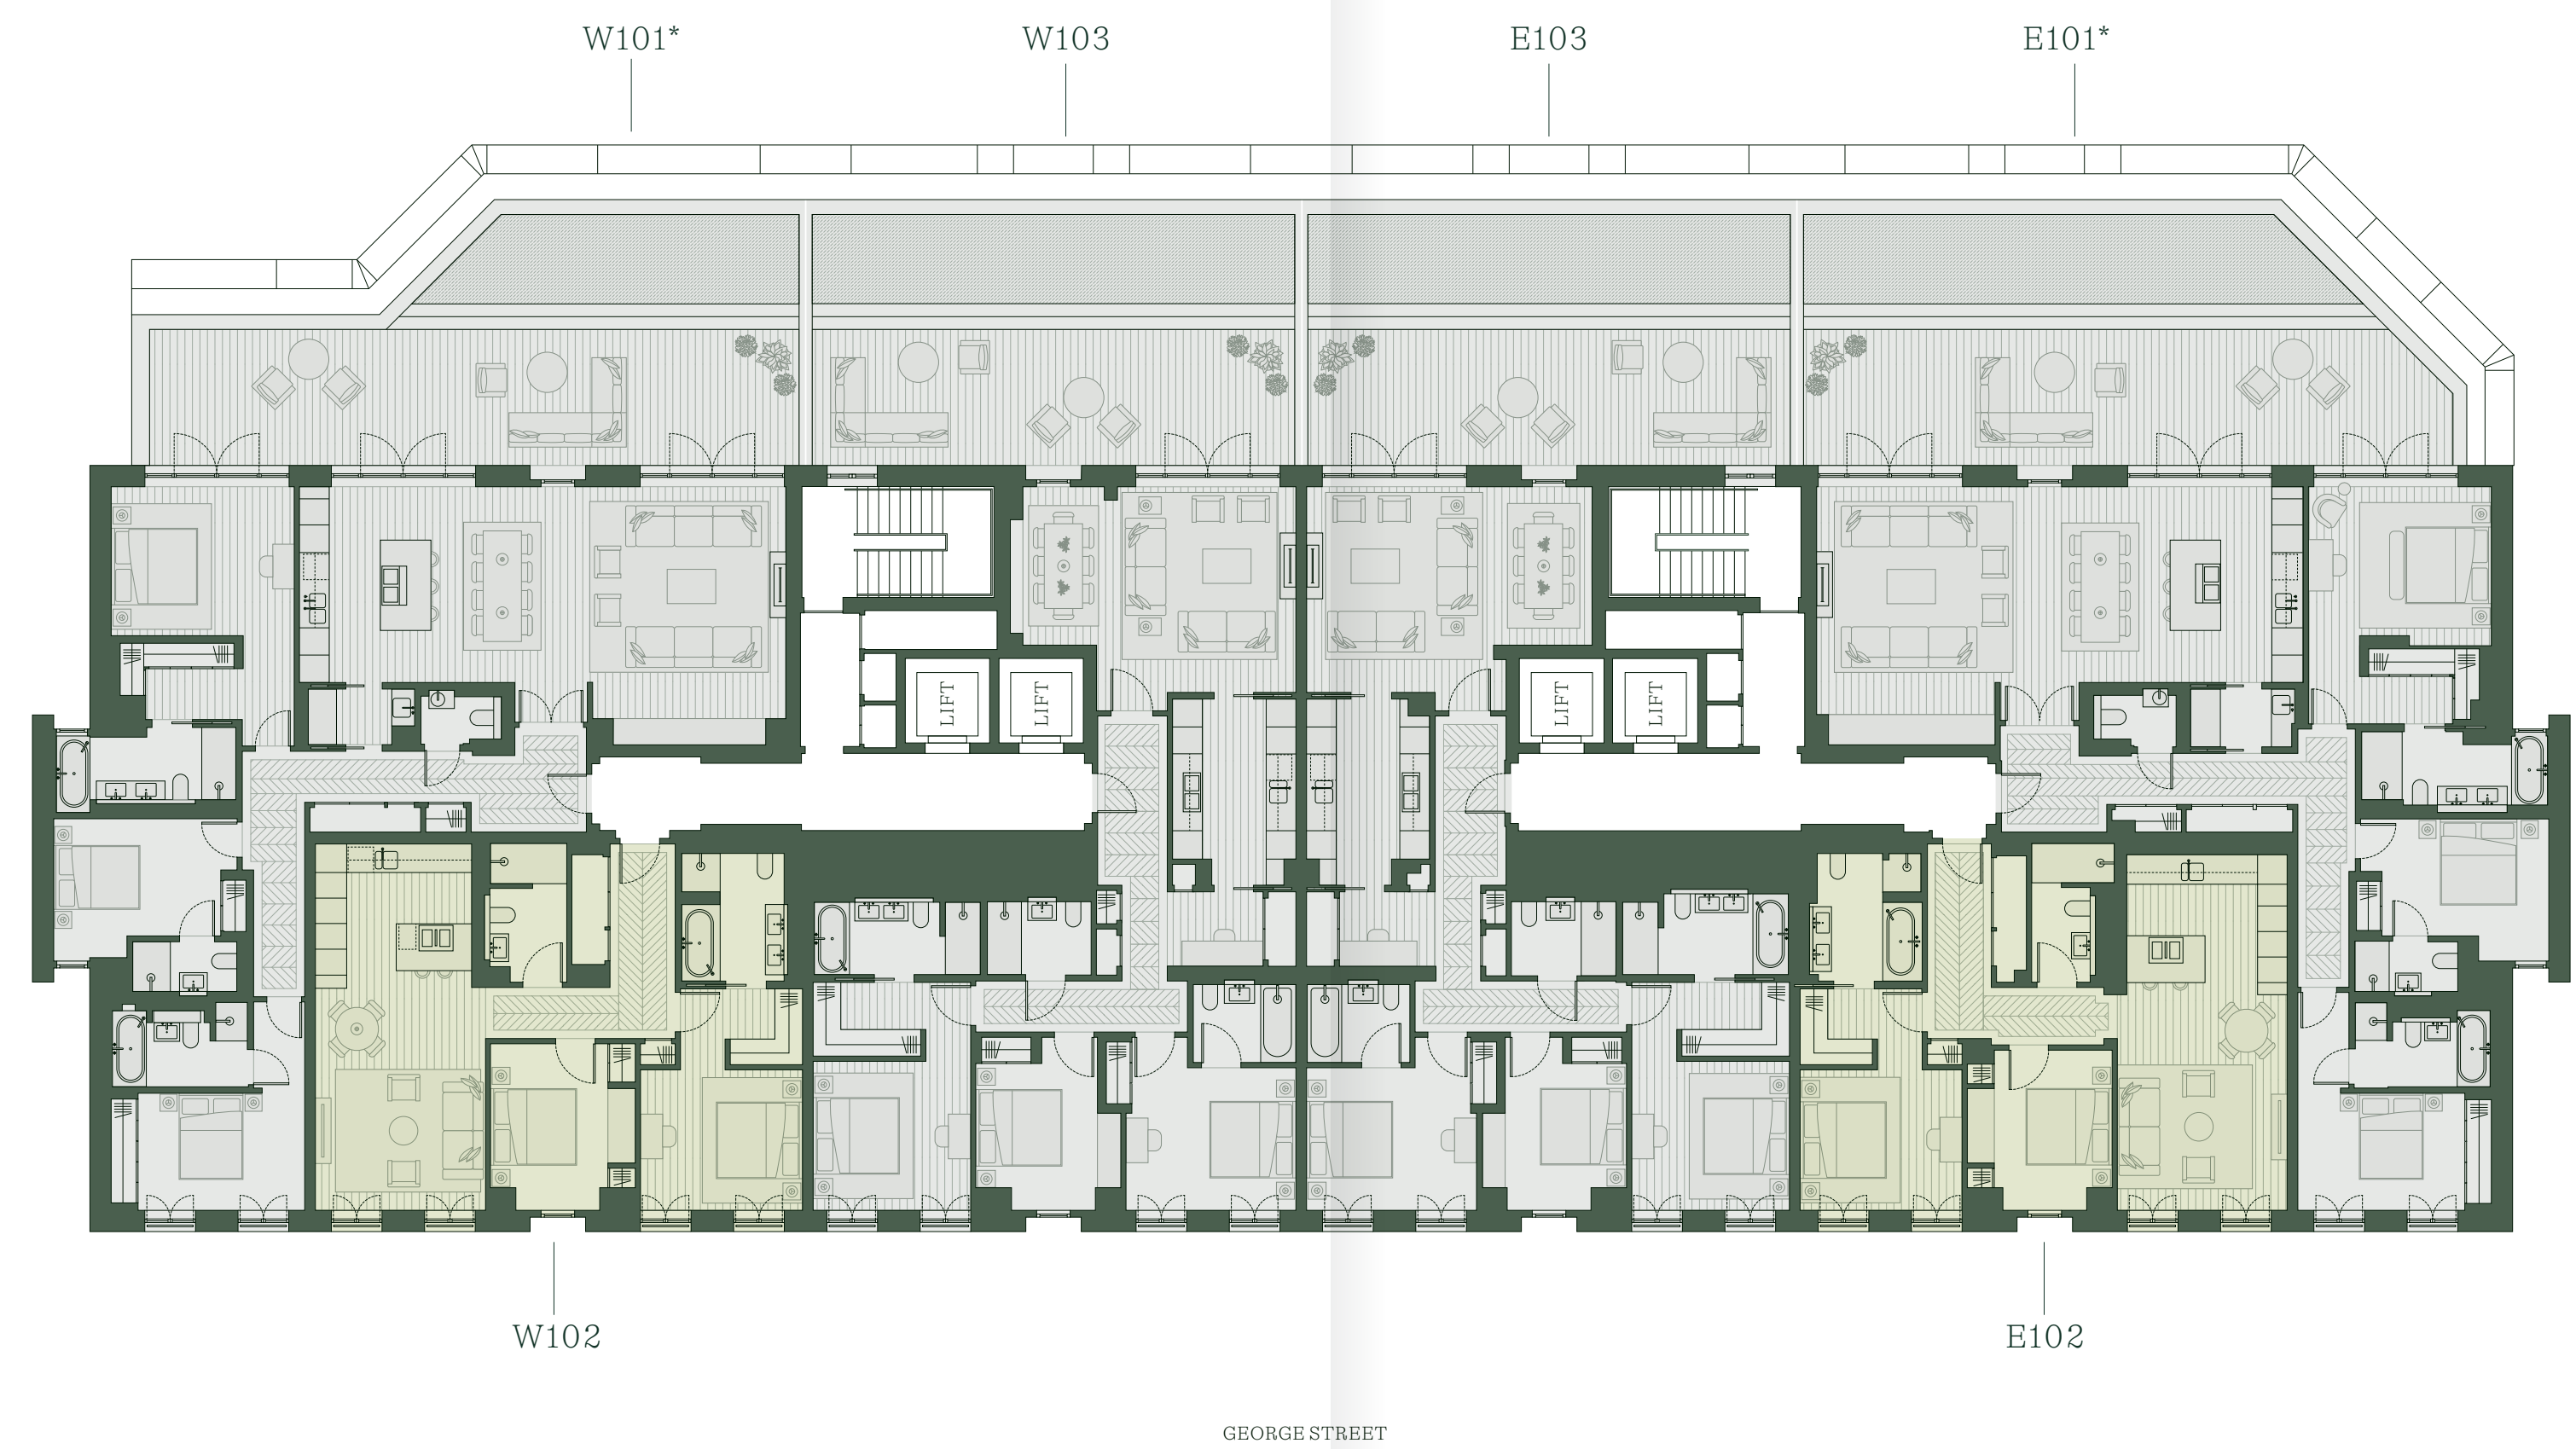 W101*
W103
E103
E101*
LIFT
LIFT
LIFT
LIFT
W102
E102
GEORGE STREET